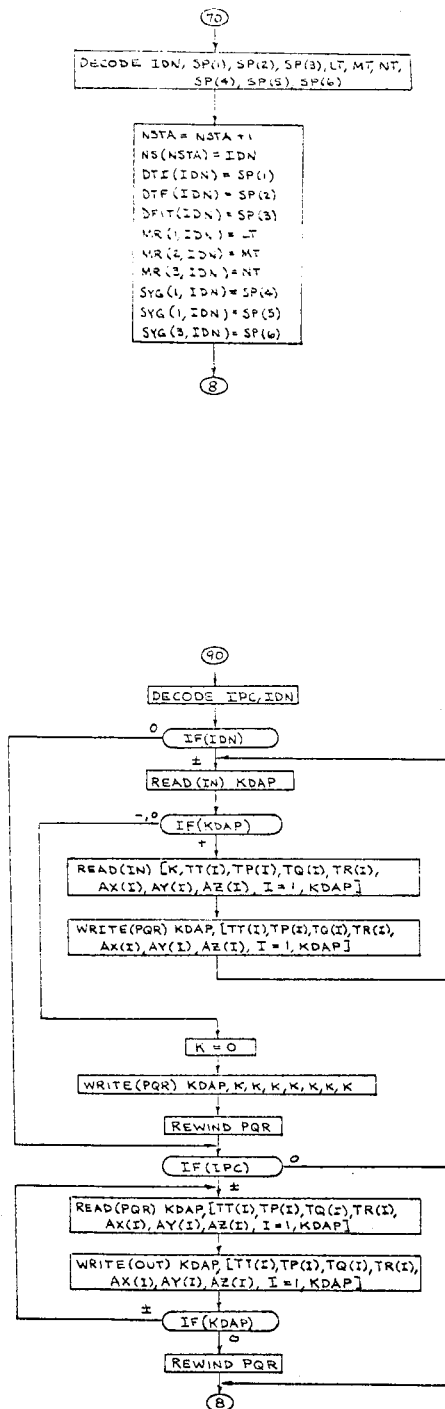 70
DECODE IDN, SP(1), SP(2), SP(3), LT, MT, NT,
SP(4), SP(5), SP(6)
NSTA = NSTA + 1
NS(NSTA) = IDN
DTI(IDN) = SP(1)
DTF(IDN) = SP(2)
DFIT(IDN) = SP(3)
MR(1, IDN) = LT
MR(2, IDN) = MT
MR(3, IDN) = NT
SYG(1, IDN) = SP(4)
SYG(1, IDN) = SP(5)
SYG(3, IDN) = SP(6)
8
90
DECODE IPC, IDN
0
IF(IDN)
±
READ(IN) KDAP
-,0
IF(KDAP)
+
READ(IN) [K, TT(I), TP(I), TQ(I), TR(I),
AX(I), AY(I), AZ(I), I = 1, KDAP]
WRITE(PQR) KDAP, [TT(I), TP(I), TQ(I), TR(I),
AX(I), AY(I), AZ(I), I = 1, KDAP]
K = 0
WRITE(PQR) KDAP, K, K, K, K, K, K, K
REWIND PQR
IF(IPC)
0
±
READ(PQR) KDAP, [TT(I), TP(I), TQ(I), TR(I),
AX(I), AY(I), AZ(I), I = 1, KDAP]
WRITE(OUT) KDAP, [TT(I), TP(I), TQ(I), TR(I),
AX(I), AY(I), AZ(I), I = 1, KDAP]
±
IF(KDAP)
0
REWIND PQR
8